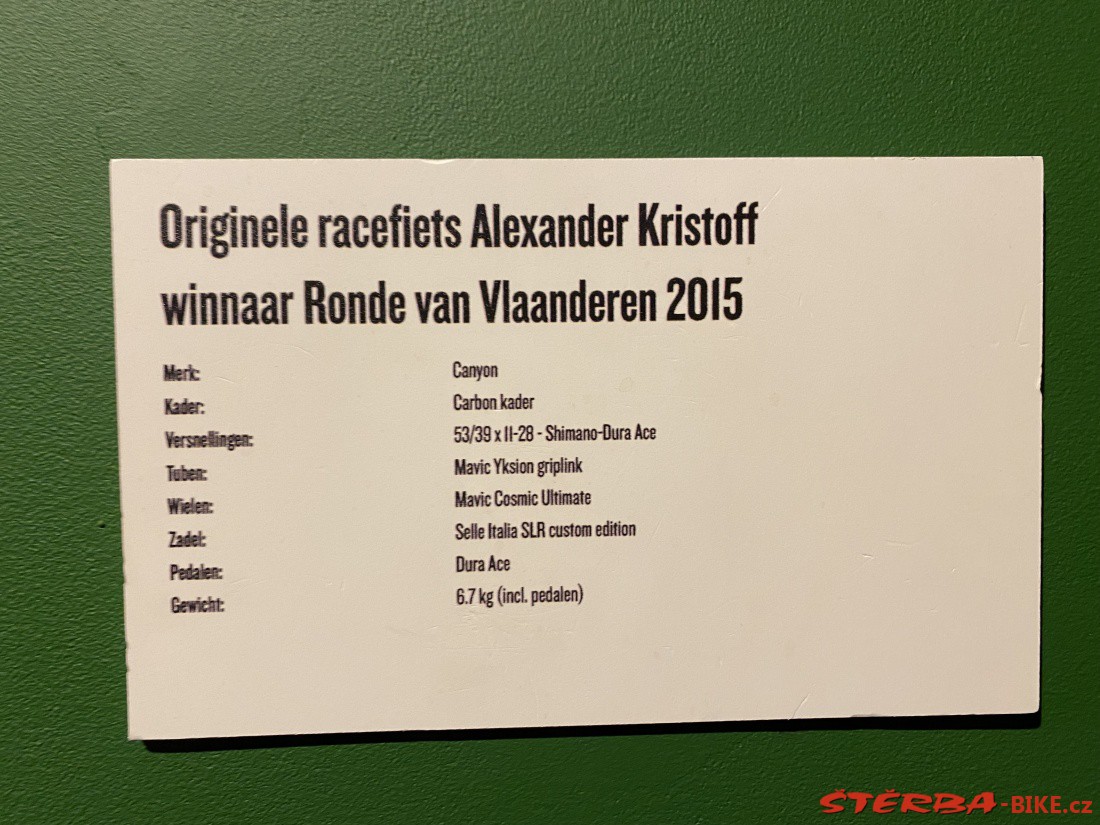 Originele racefiets Alexander Kristoff
winnaar Ronde van Vlaanderen 2015
Merk: Canyon
Kader: Carbon kader
Versnellingen: 53/39 x 11-28 - Shimano-Dura Ace
Tuben: Mavic Yksion griplink
Wielen: Mavic Cosmic Ultimate
Zadel: Selle Italia SLR custom edition
Pedalen: Dura Ace
Gewicht: 6.7 kg (incl. pedalen)
ŠTĚRBA-BIKE.cz